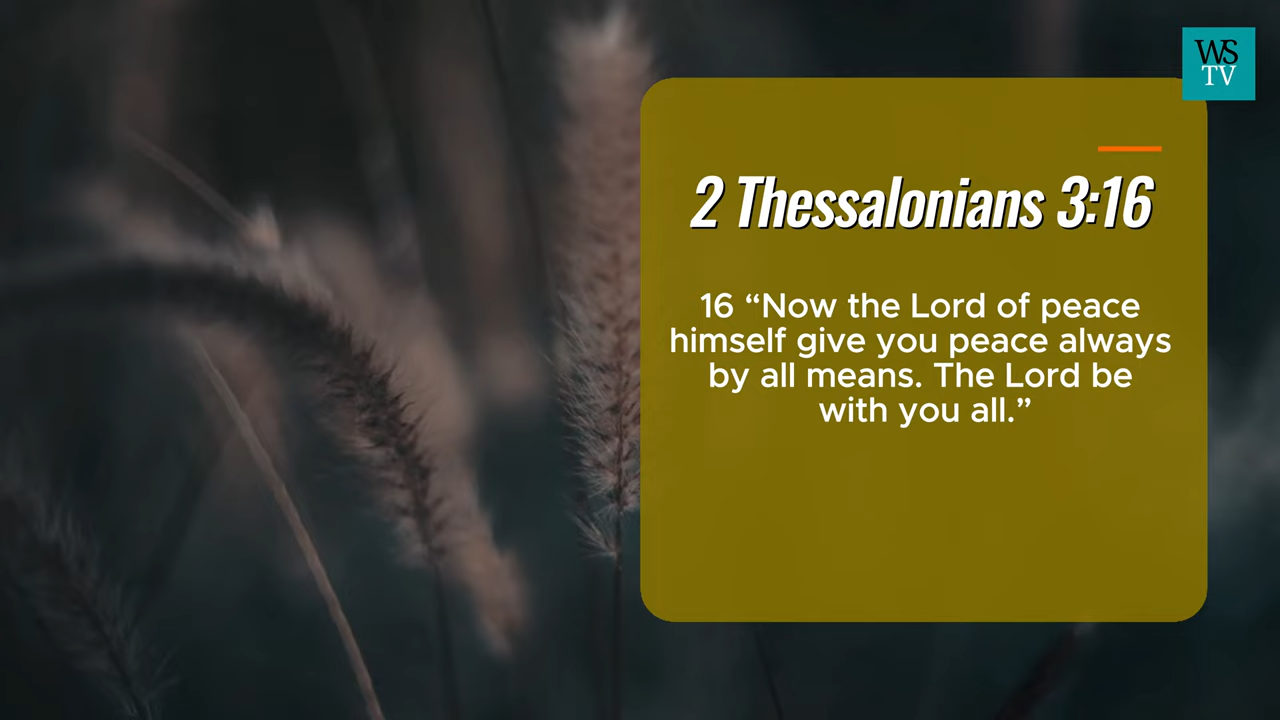 WS
TV
2 Thessalonians 3:16
16 “Now the Lord of peace
himself give you peace always
by all means. The Lord be
with you all.”